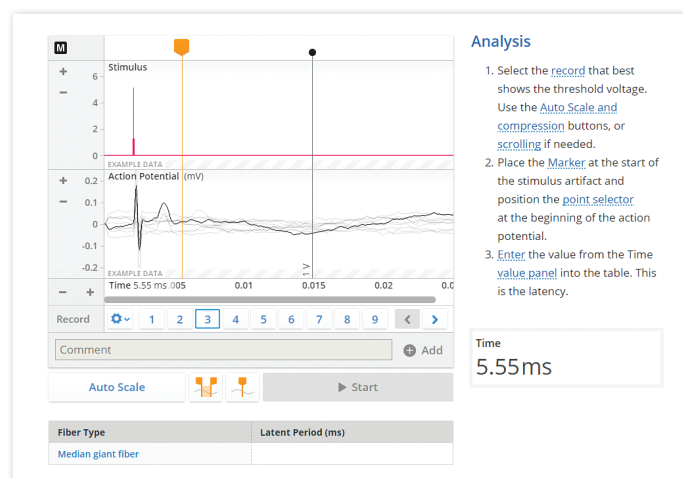 Analysis
M
Stimulus
6
4
2
0
EXAMPLE DATA
Action Potential (mV)
0.2
0.1
0
-0.1
-0.2
EXAMPLE DATA
1 V
Time 5.55 ms .005 0.01 0.015 0.02 0.0
Record 1 2 3 4 5 6 7 8 9
Comment Add
Auto Scale Start
Fiber Type Latent Period (ms)
Median giant fiber
1. Select the record that best
shows the threshold voltage.
Use the Auto Scale and
compression buttons, or
scrolling if needed.
2. Place the Marker at the start of
the stimulus artifact and
position the point selector
at the beginning of the action
potential.
3. Enter the value from the Time
value panel into the table. This
is the latency.
Time
5.55 ms